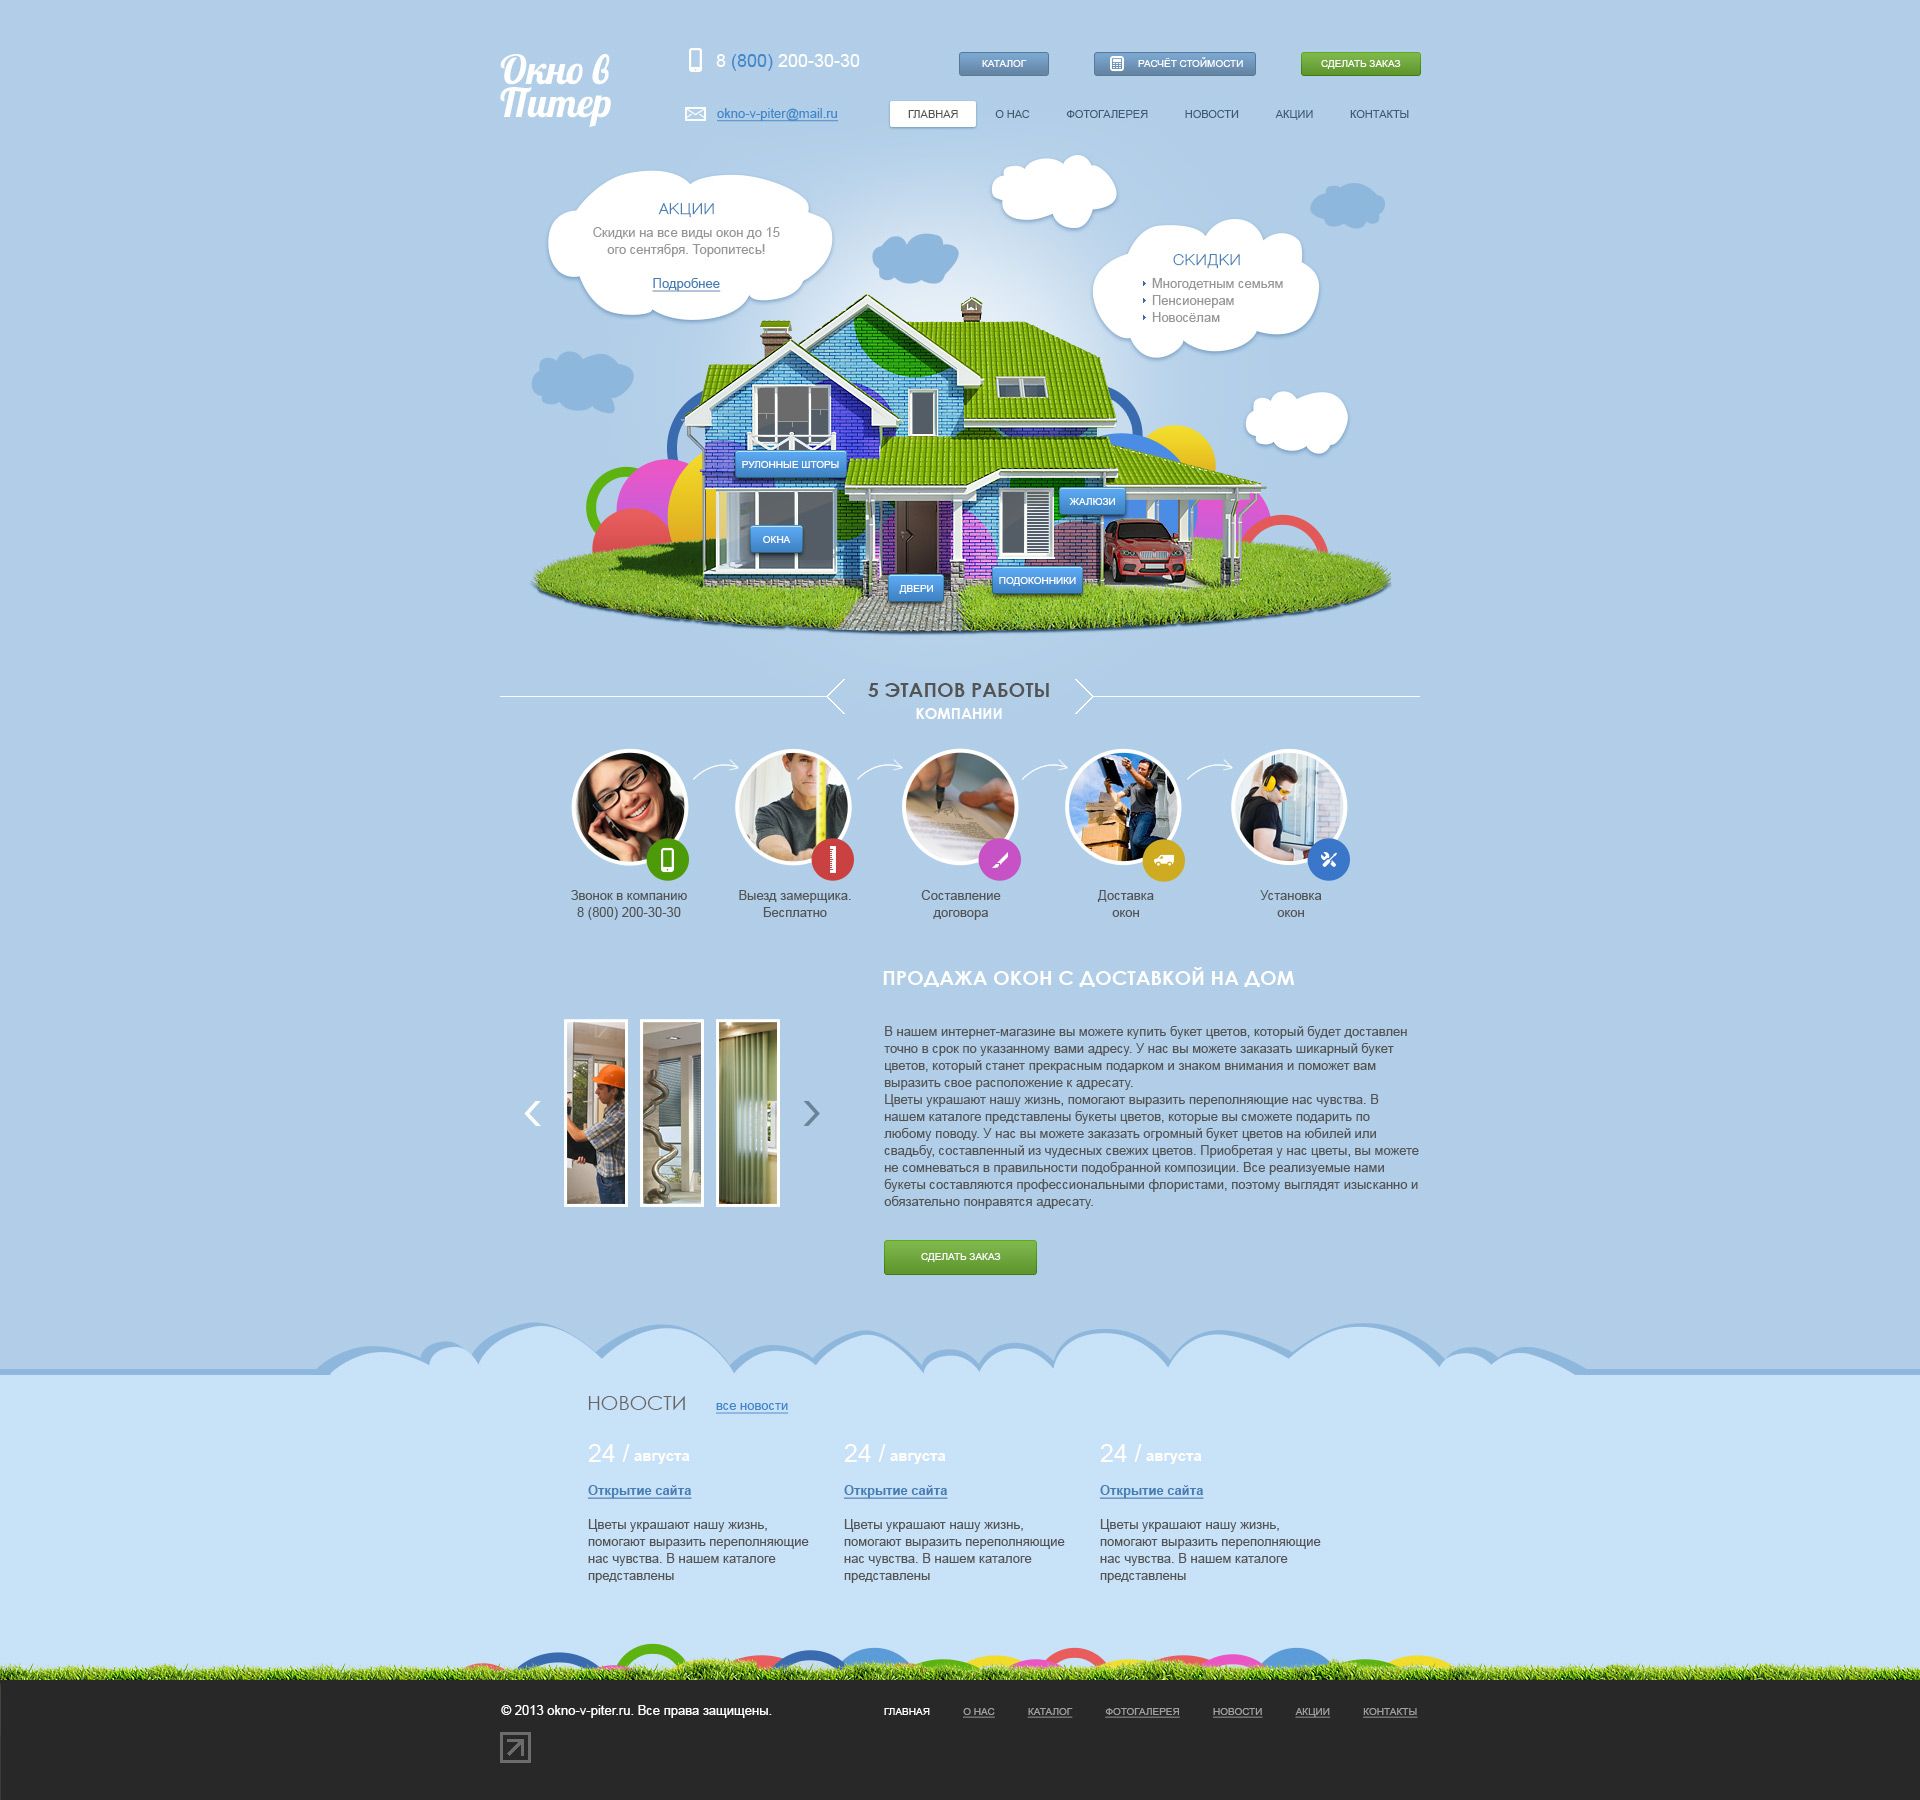 Окно в
Питер
8 (800) 200-30-30
КАТАЛОГ
РАСЧЁТ СТОЙМОСТИ
СДЕЛАТЬ ЗАКАЗ
okno-v-piter@mail.ru
ГЛАВНАЯ
О НАС
ФОТОГАЛЕРЕЯ
НОВОСТИ
АКЦИИ
КОНТАКТЫ
АКЦИИ
Скидки на все виды окон до 15
ого сентября. Торопитесь!
Подробнее
СКИДКИ
Многодетным семьям
Пенсионерам
Новосёлам
РУЛОННЫЕ ШТОРЫ
ЖАЛЮЗИ
ОКНА
ДВЕРИ
ПОДОКОННИКИ
5 ЭТАПОВ РАБОТЫ
КОМПАНИИ
Звонок в компанию
8 (800) 200-30-30
Выезд замерщика.
Бесплатно
Составление
договора
Доставка
окон
Установка
окон
ПРОДАЖА ОКОН С ДОСТАВКОЙ НА ДОМ
В нашем интернет-магазине вы можете купить букет цветов, который будет доставлен
точно в срок по указанному вами адресу. У нас вы можете заказать шикарный букет
цветов, который станет прекрасным подарком и знаком внимания и поможет вам
выразить свое расположение к адресату.
Цветы украшают нашу жизнь, помогают выразить переполняющие нас чувства. В
нашем каталоге представлены букеты цветов, которые вы сможете подарить по
любому поводу. У нас вы можете заказать огромный букет цветов на юбилей или
свадьбу, составленный из чудесных свежих цветов. Приобретая у нас цветы, вы можете
не сомневаться в правильности подобранной композиции. Все реализуемые нами
букеты составляются профессиональными флористами, поэтому выглядят изысканно и
обязательно понравятся адресату.
СДЕЛАТЬ ЗАКАЗ
НОВОСТИ
все новости
24 / августа
Открытие сайта
Цветы украшают нашу жизнь,
помогают выразить переполняющие
нас чувства. В нашем каталоге
представлены
24 / августа
Открытие сайта
Цветы украшают нашу жизнь,
помогают выразить переполняющие
нас чувства. В нашем каталоге
представлены
24 / августа
Открытие сайта
Цветы украшают нашу жизнь,
помогают выразить переполняющие
нас чувства. В нашем каталоге
представлены
© 2013 okno-v-piter.ru. Все права защищены.
ГЛАВНАЯ
О НАС
КАТАЛОГ
ФОТОГАЛЕРЕЯ
НОВОСТИ
АКЦИИ
КОНТАКТЫ